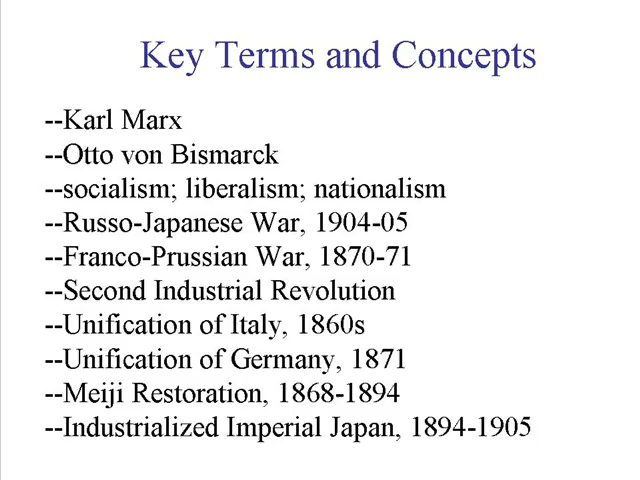 Key Terms and Concepts
--Karl Marx
--Otto von Bismarck
--socialism; liberalism; nationalism
--Russo-Japanese War, 1904-05
--Franco-Prussian War, 1870-71
--Second Industrial Revolution
--Unification of Italy, 1860s
--Unification of Germany, 1871
--Meiji Restoration, 1868-1894
--Industrialized Imperial Japan, 1894-1905